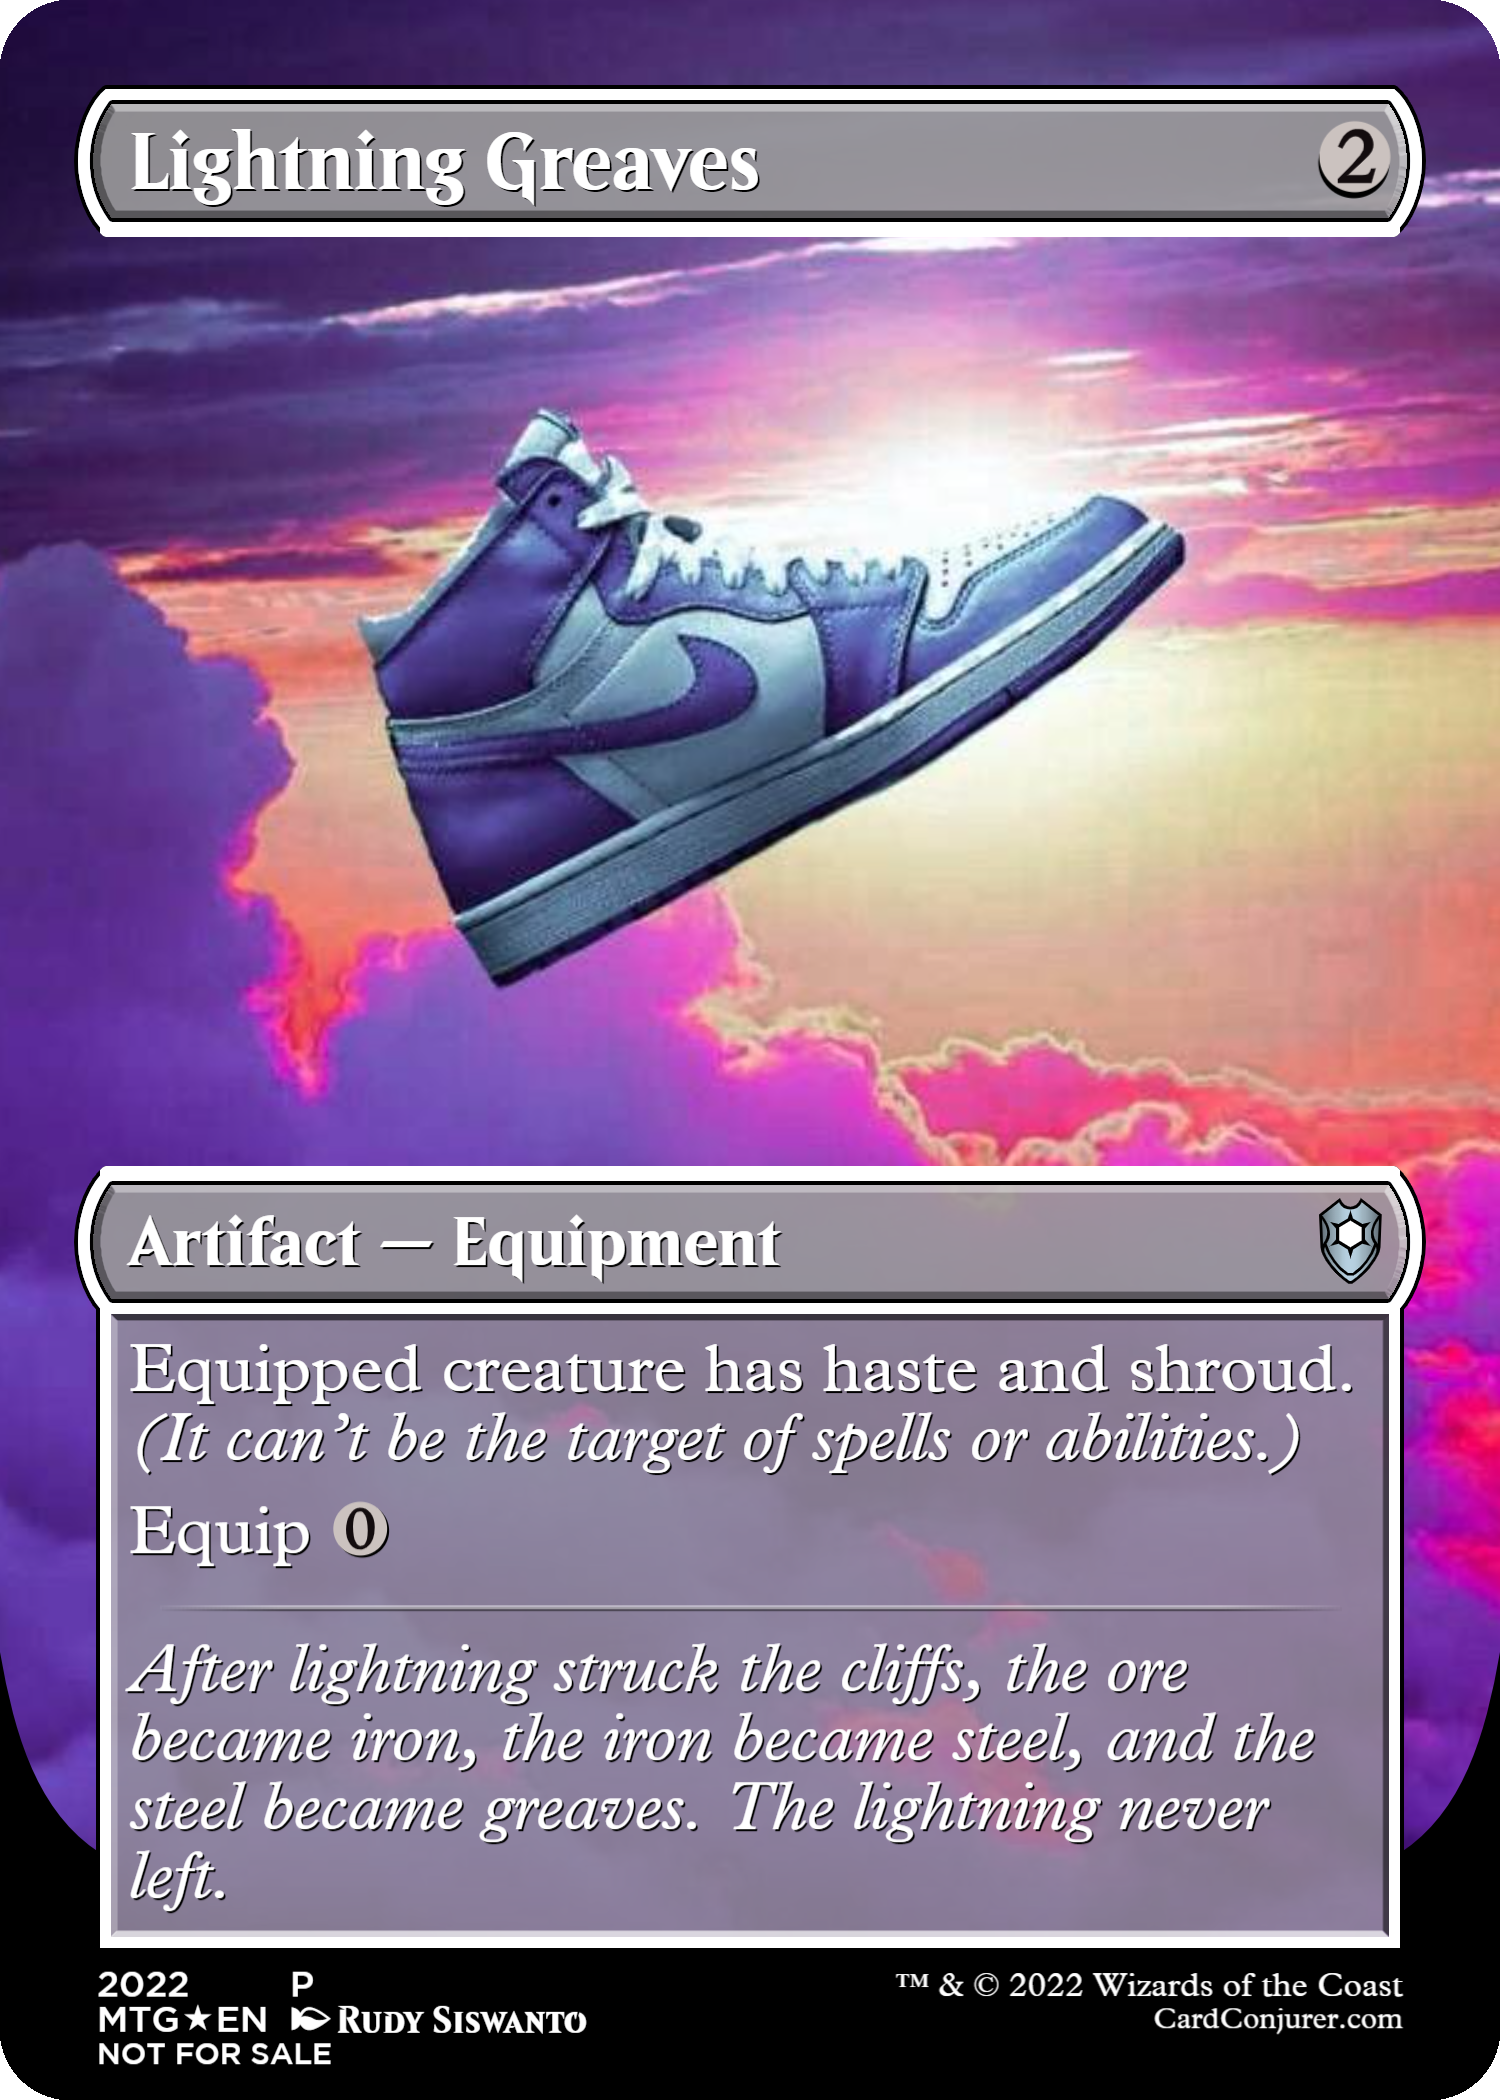 Lightning Greaves 2
Artifact — Equipment
Equipped creature has haste and shroud.
(It can't be the target of spells or abilities.)
Equip 0
After lightning struck the cliffs, the ore
became iron, the iron became steel, and the
steel became greaves. The lightning never
left.
2022 P
MTG★EN RUDY SISWANTO
NOT FOR SALE
™ & © 2022 Wizards of the Coast
CardConjurer.com